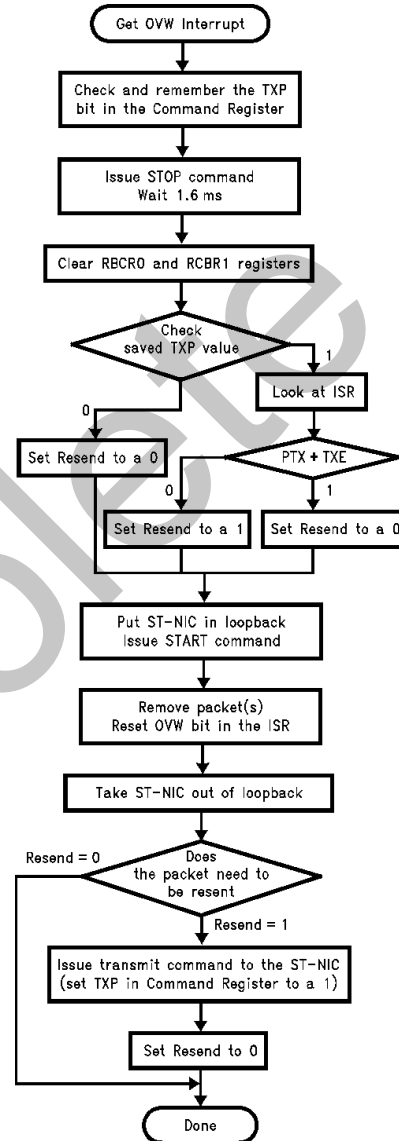 Get OVW Interrupt
Check and remember the TXP
bit in the Command Register
Issue STOP command
Wait 1.6 ms
Clear RBCR0 and RCBR1 registers
Check
saved TXP value
1
Look at ISR
0
Set Resend to a 0
PTX + TXE
0
1
Set Resend to a 1
Set Resend to a 0
Put ST-NIC in loopback
Issue START command
Remove packet(s)
Reset OVW bit in the ISR
Take ST-NIC out of loopback
Resend = 0
Does
the packet need to
be resent
Resend = 1
Issue transmit command to the ST-NIC
(set TXP in Command Register to a 1)
Set Resend to 0
Done
olete